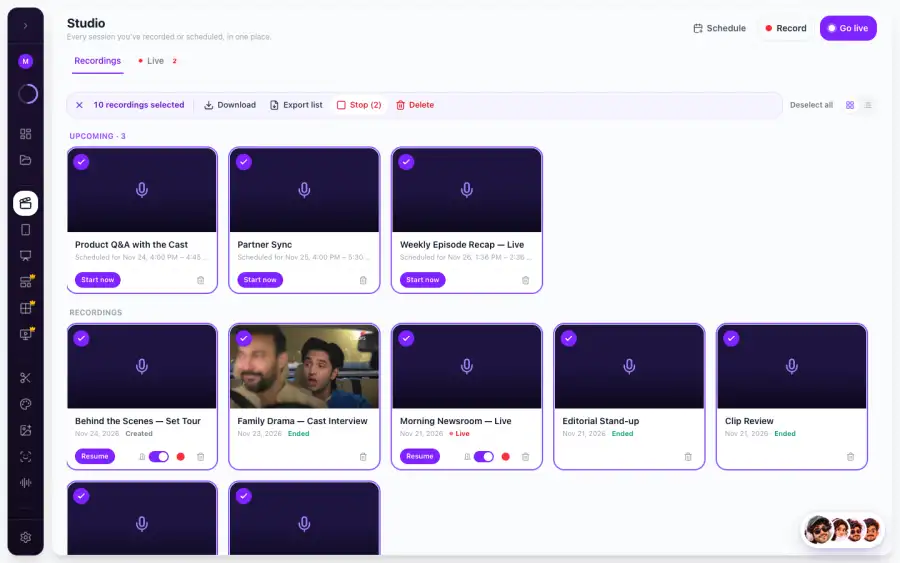 Studio
Every session you've recorded or scheduled, in one place.
Schedule
Record
Go live
M
Recordings
Live 2
10 recordings selected
Download
Export list
Stop (2)
Delete
Deselect all
UPCOMING · 3
Product Q&A with the Cast
Scheduled for Nov 24, 4:00 PM – 4:45...
Start now
Partner Sync
Scheduled for Nov 25, 4:00 PM – 5:30...
Start now
Weekly Episode Recap — Live
Scheduled for Nov 26, 1:36 PM – 2:36...
Start now
RECORDINGS
Behind the Scenes — Set Tour
Nov 24, 2026 Created
Resume
Family Drama — Cast Interview
Nov 23, 2026 Ended
Morning Newsroom — Live
Nov 21, 2026 Live
Resume
Editorial Stand-up
Nov 21, 2026 Ended
Clip Review
Nov 21, 2026 Ended